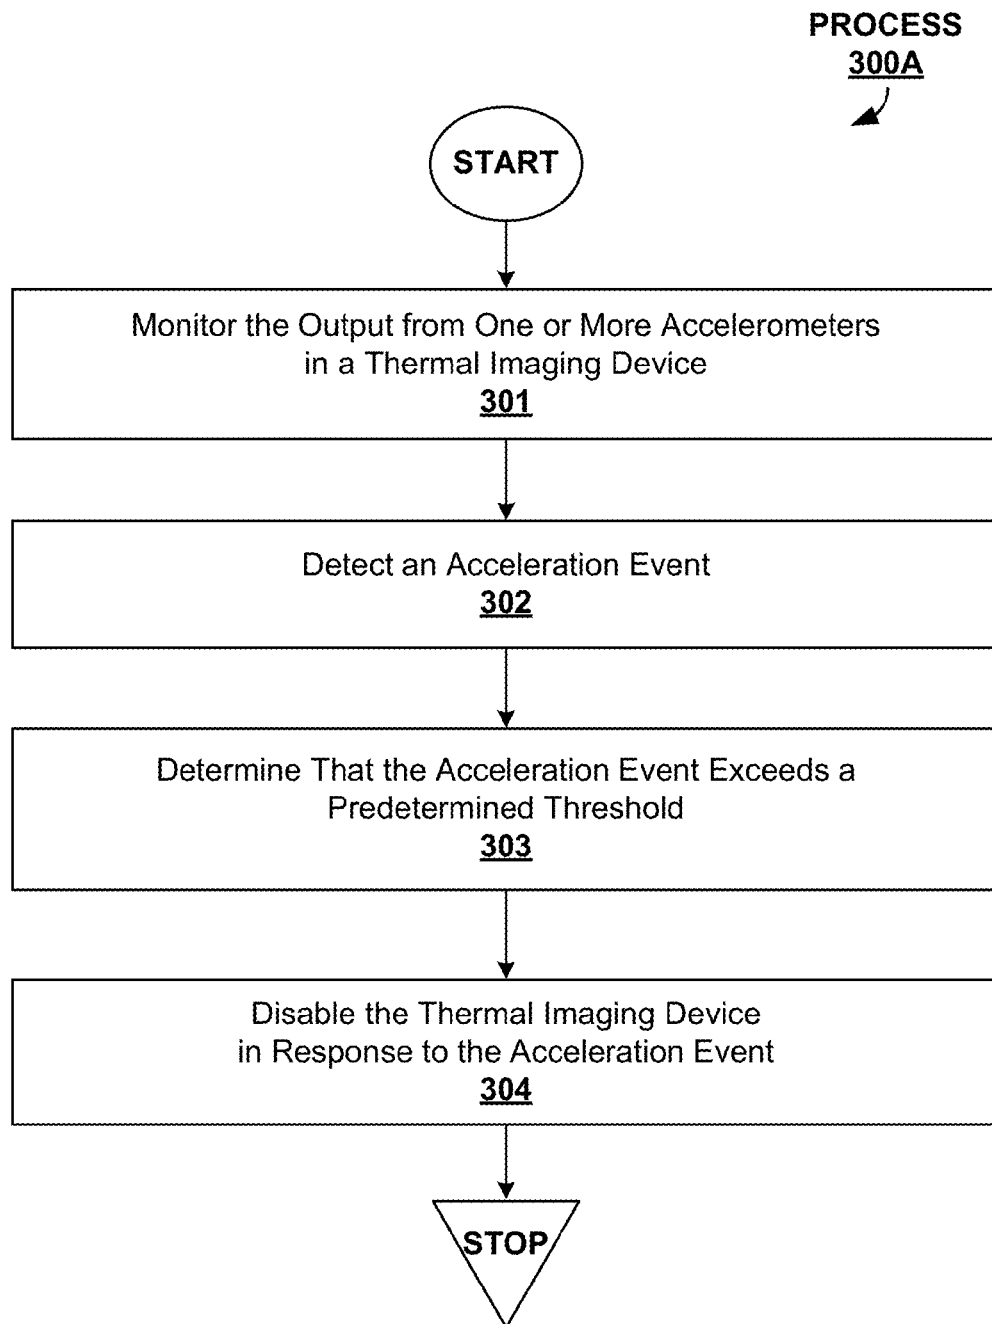 PROCESS
300A
START
Monitor the Output from One or More Accelerometers
in a Thermal Imaging Device
301
Detect an Acceleration Event
302
Determine That the Acceleration Event Exceeds a
Predetermined Threshold
303
Disable the Thermal Imaging Device
in Response to the Acceleration Event
304
STOP